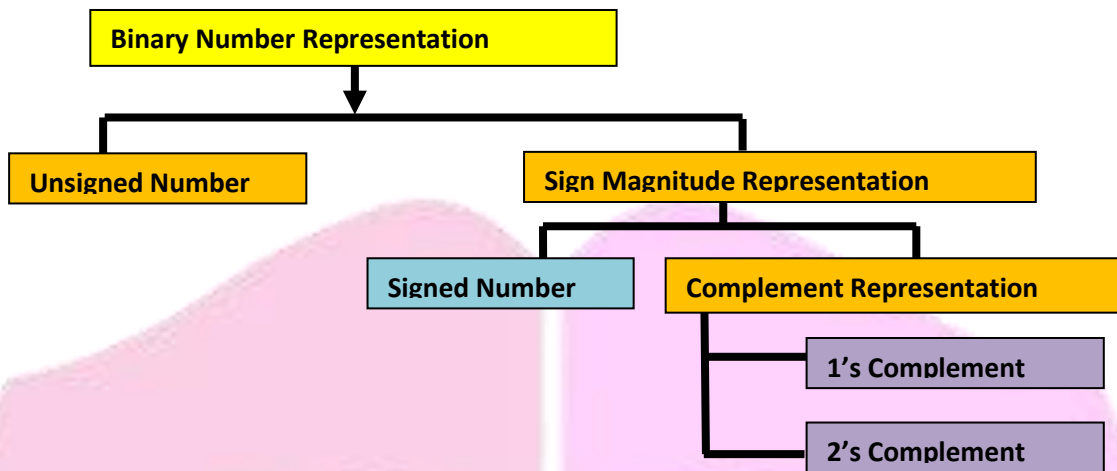 Binary Number Representation
Unsigned Number
Sign Magnitude Representation
Signed Number
Complement Representation
1’s Complement
2’s Complement